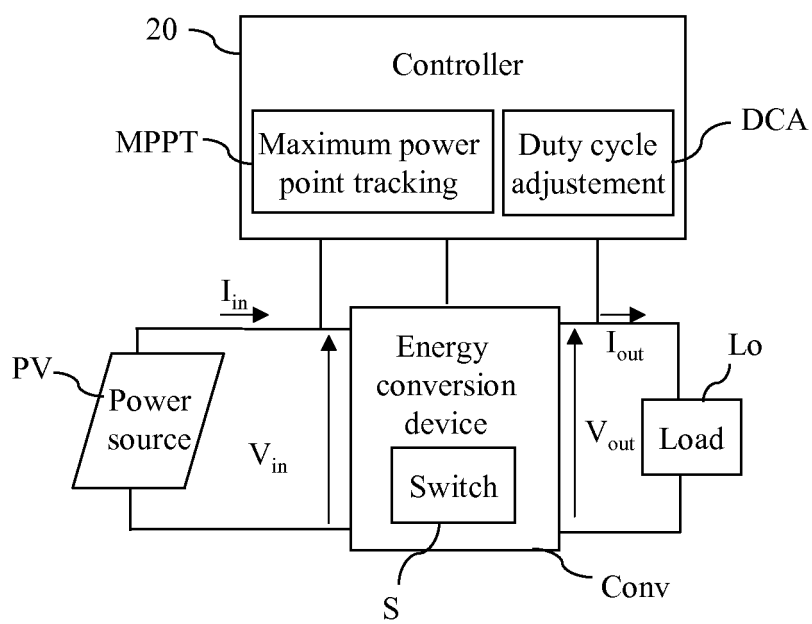 20
Controller
MPPT
Maximum power
point tracking
Duty cycle
adjustement
DCA
Iin
PV
Power
source
Vin
Energy
conversion
device
Switch
S
Conv
Iout
Vout
Lo
Load